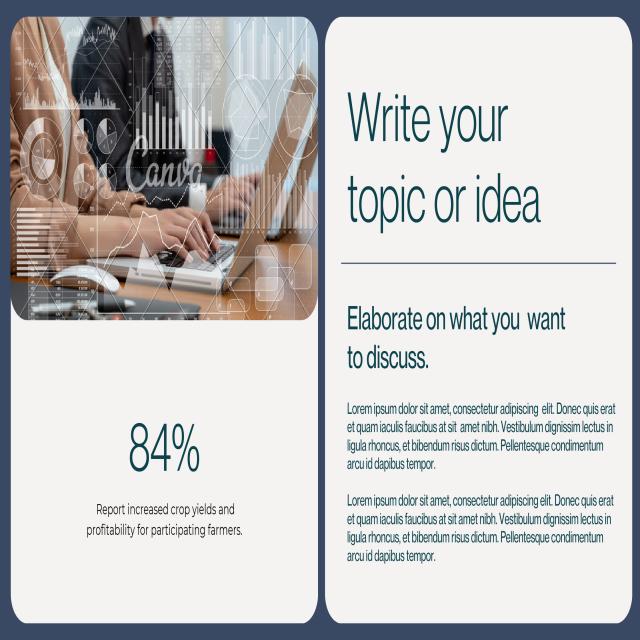 Canva
84%
Report increased crop yields and
profitability for participating farmers.
Write your
topic or idea
Elaborate on what you want
to discuss.
Lorem ipsum dolor sit amet, consectetur adipiscing elit. Donec quis erat
et quam iaculis faucibus at sit amet nibh. Vestibulum dignissim lectus in
ligula rhoncus, et bibendum risus dictum. Pellentesque condimentum
arcu id dapibus tempor.
Lorem ipsum dolor sit amet, consectetur adipiscing elit. Donec quis erat
et quam iaculis faucibus at sit amet nibh. Vestibulum dignissim lectus in
ligula rhoncus, et bibendum risus dictum. Pellentesque condimentum
arcu id dapibus tempor.